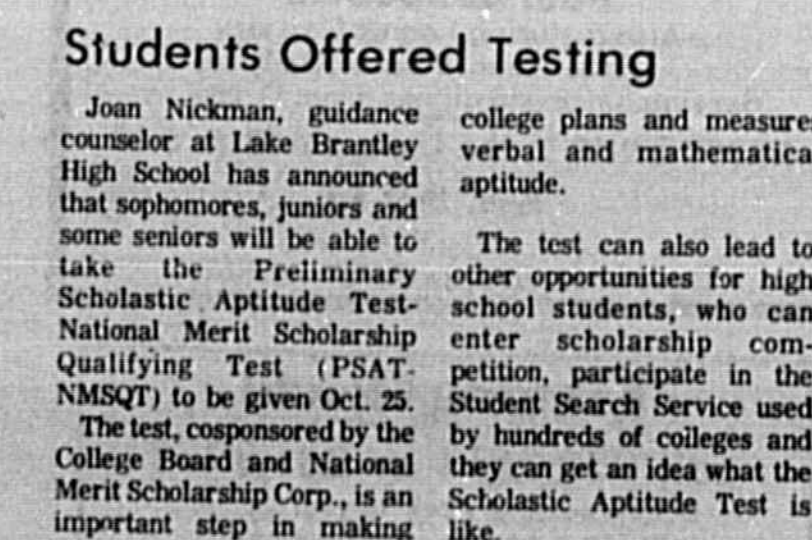 Students Offered Testing
Joan Nickman, guidance
counselor at Lake Brantley
High School has announced
that sophomores, juniors and
some seniors will be able to
take the Preliminary
Scholastic Aptitude Test-
National Merit Scholarship
Qualifying Test (PSAT-
NMSQT) to be given Oct. 25.
The test, cosponsored by the
College Board and National
Merit Scholarship Corp., is an
important step in making
college plans and measure
verbal and mathematica
aptitude.
The test can also lead to
other opportunities for high
school students, who can
enter scholarship com-
petition, participate in the
Student Search Service used
by hundreds of colleges and
they can get an idea what the
Scholastic Aptitude Test is
like.